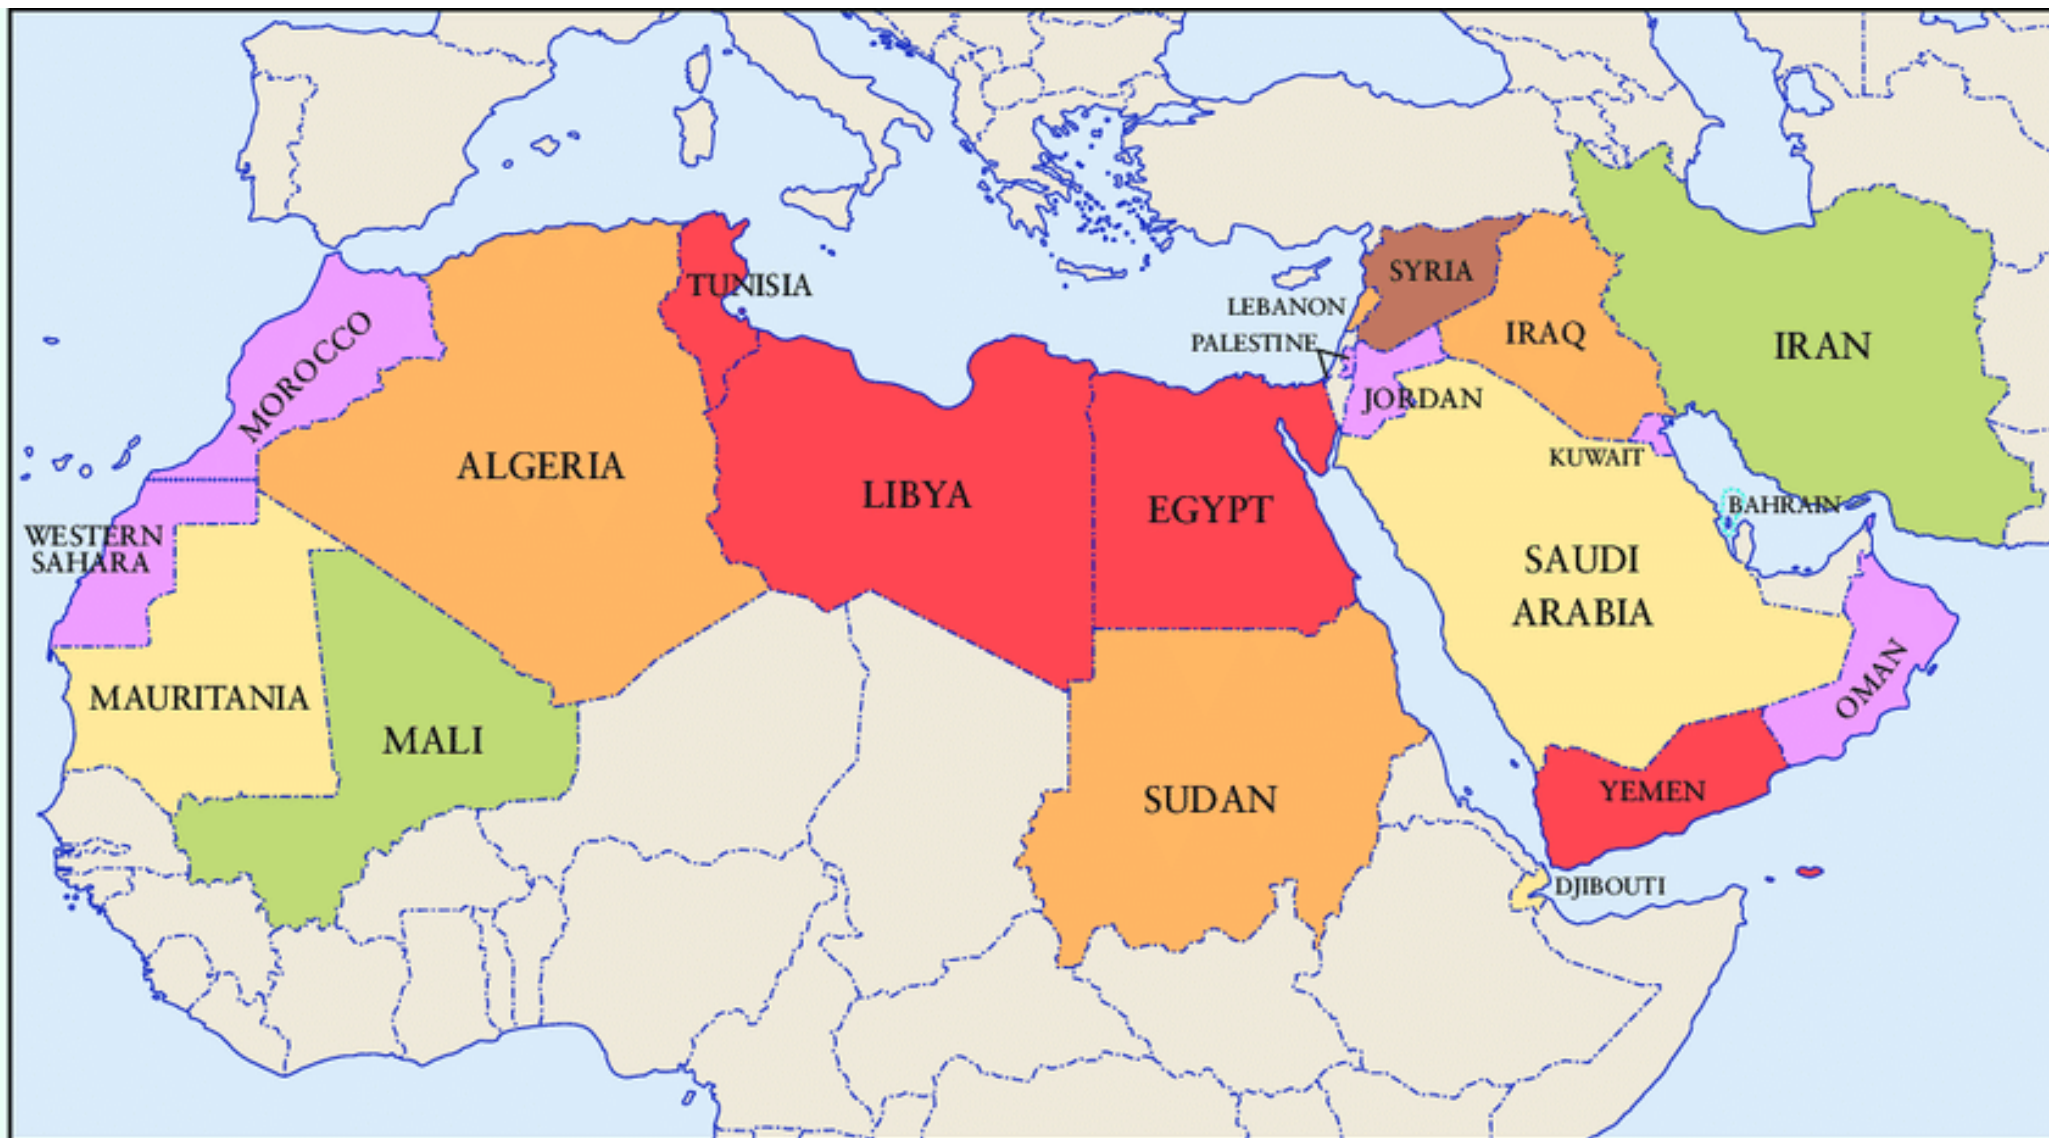 TUNISIA
SYRIA
LEBANON
MOROCCO
IRAQ
PALESTINE
IRAN
JORDAN
ALGERIA
KUWAIT
LIBYA
BAHRAIN
EGYPT
WESTERN
SAHARA
SAUDI
ARABIA
MAURITANIA
OMAN
MALI
YEMEN
SUDAN
DJIBOUTI